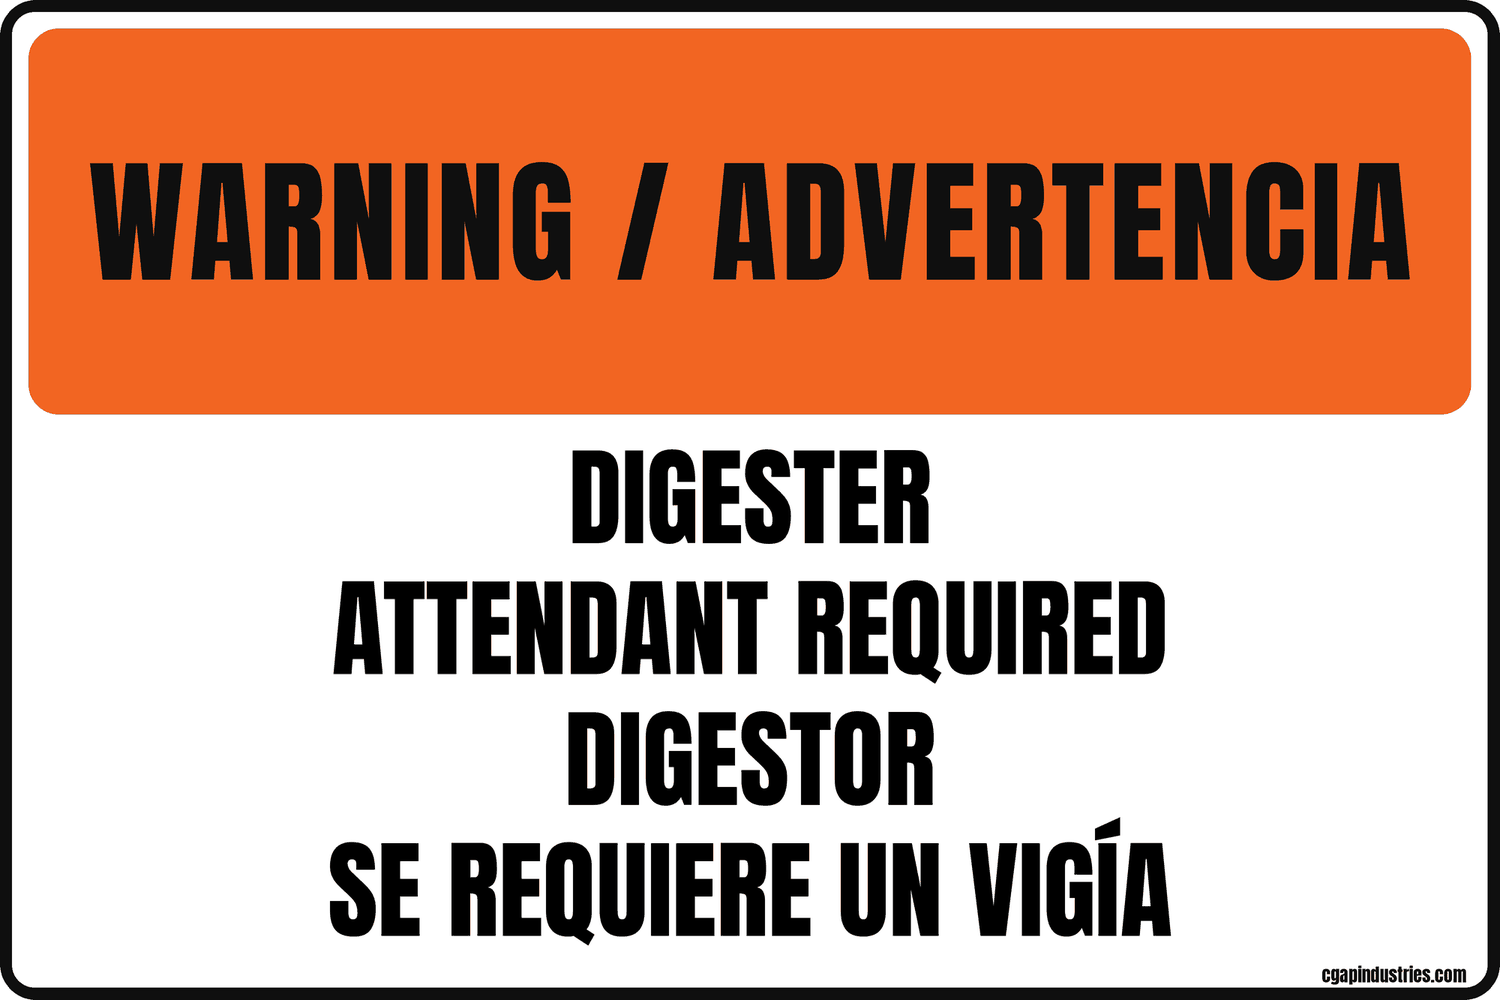 WARNING / ADVERTENCIA
DIGESTER
ATTENDANT REQUIRED
DIGESTOR
SE REQUIERE UN VIGÍA
cgapindustries.com